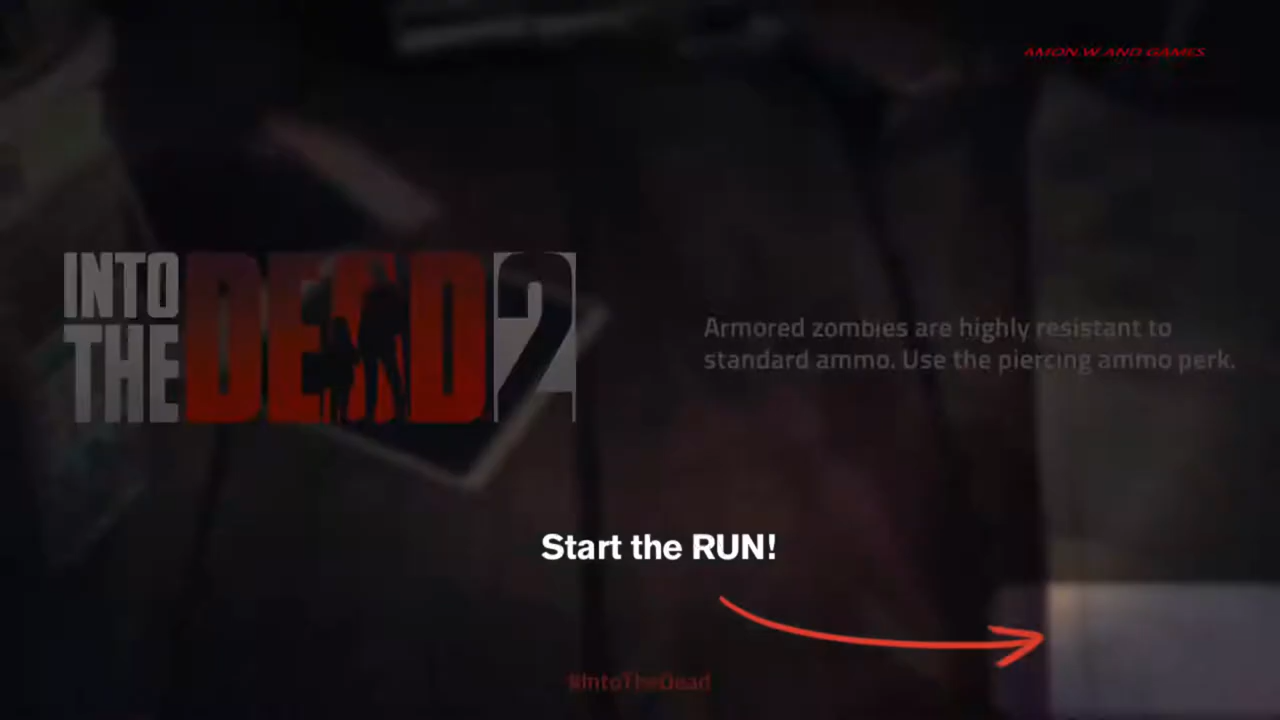 AMON.W AND GAMES
INTO
THE
DEAD 2
Armored zombies are highly resistant to
standard ammo. Use the piercing ammo perk.
Start the RUN!
#IntoTheDead